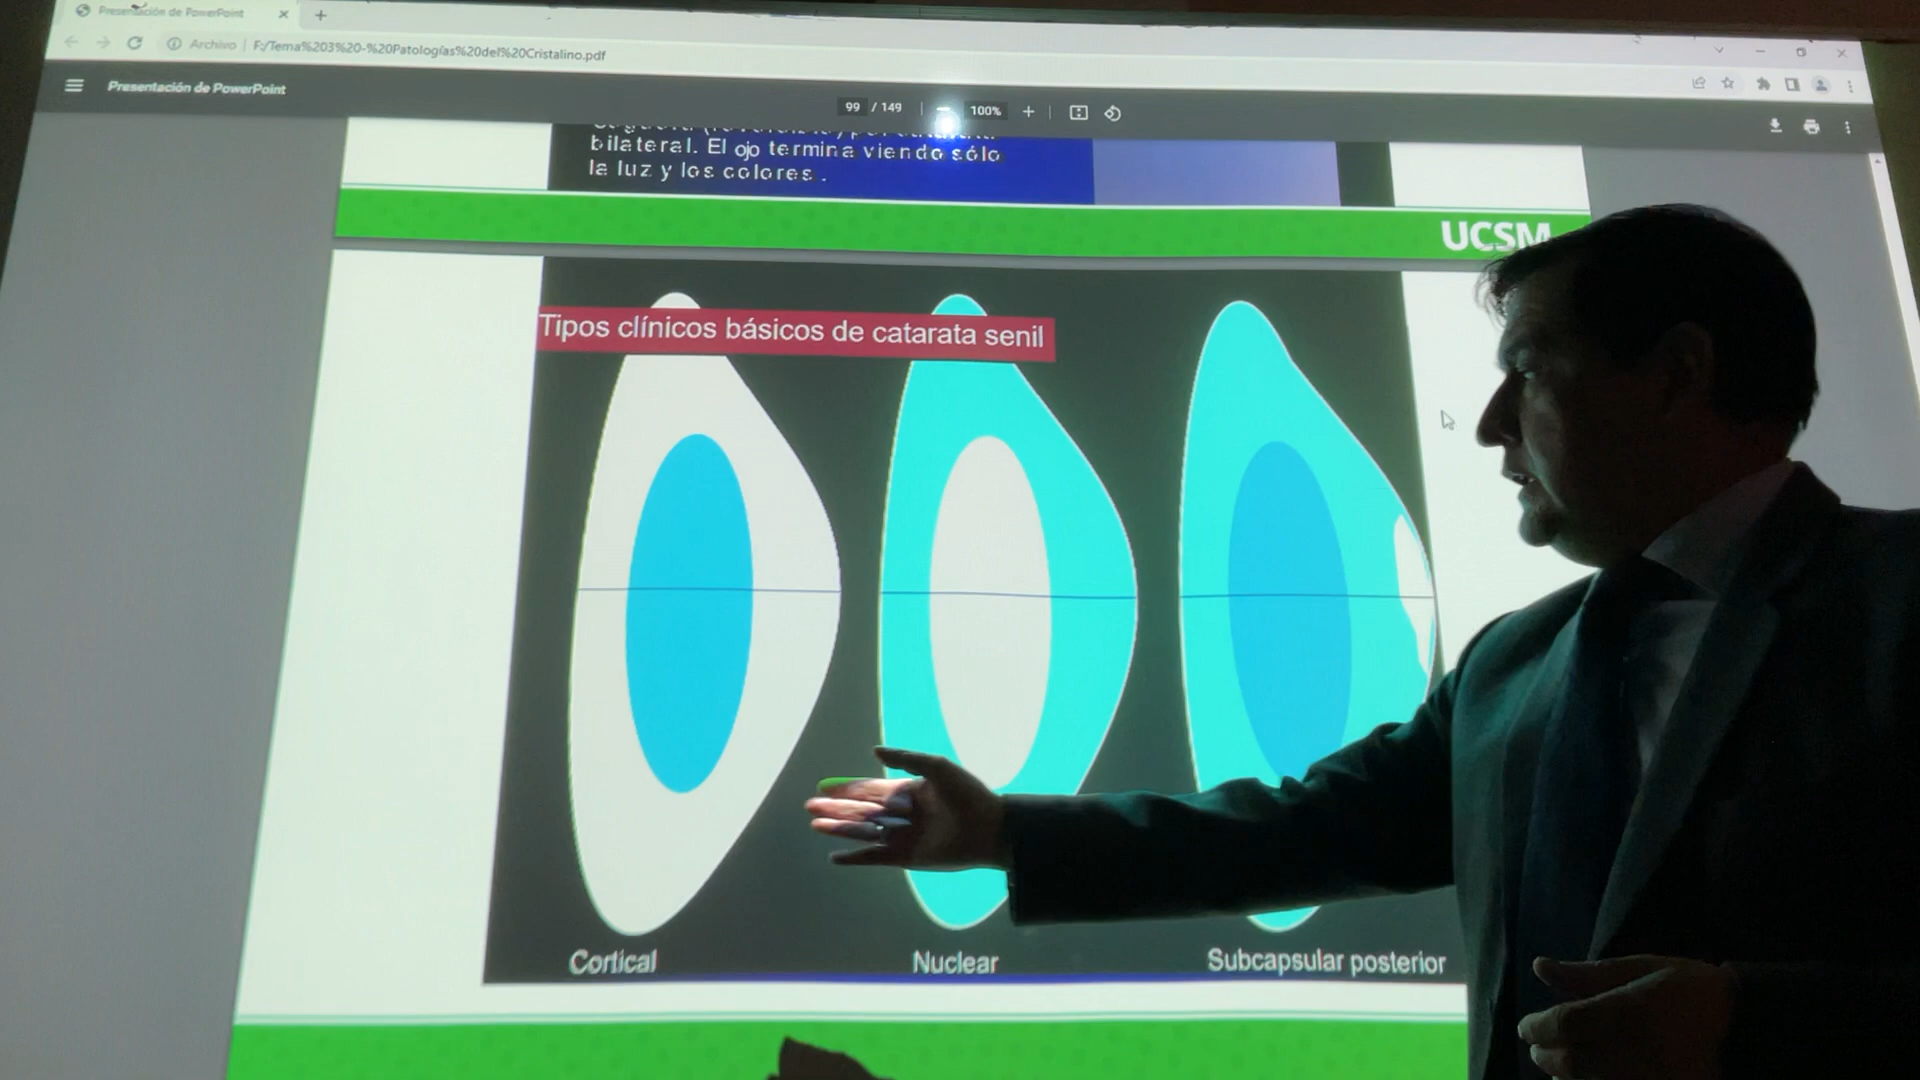 Presentación de PowerPoint
Archivo | F:/Tema%203%20-%20Patologías%20del%20Cristalino.pdf
Presentación de PowerPoint
99 / 149
100%
bilateral. El ojo termina viendo sólo
la luz y los colores .
UCSM
Tipos clínicos básicos de catarata senil
Cortical
Nuclear
Subcapsular posterior